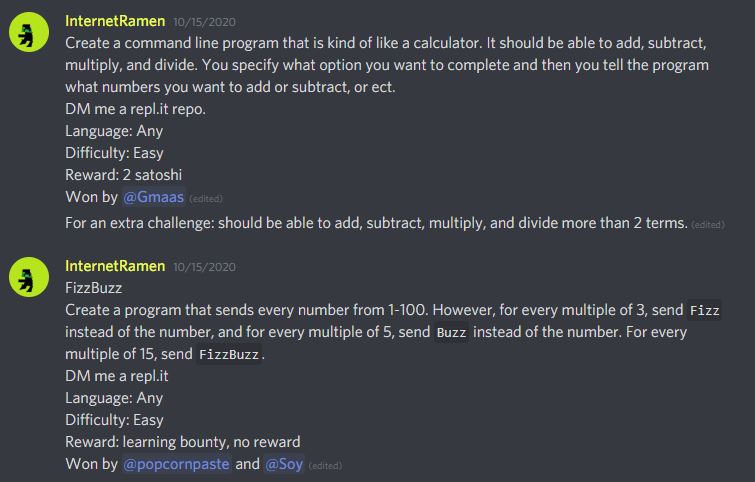 InternetRamen 10/15/2020
Create a command line program that is kind of like a calculator. It should be able to add, subtract,
multiply, and divide. You specify what option you want to complete and then you tell the program
what numbers you want to add or subtract, or ect.
DM me a repl.it repo.
Language: Any
Difficulty: Easy
Reward: 2 satoshi
Won by @Gmaas (edited)
For an extra challenge: should be able to add, subtract, multiply, and divide more than 2 terms. (edited)
InternetRamen 10/15/2020
FizzBuzz
Create a program that sends every number from 1-100. However, for every multiple of 3, send Fizz
instead of the number, and for every multiple of 5, send Buzz instead of the number. For every
multiple of 15, send FizzBuzz.
DM me a repl.it
Language: Any
Difficulty: Easy
Reward: learning bounty, no reward
Won by @popcornpaste and @Soy (edited)